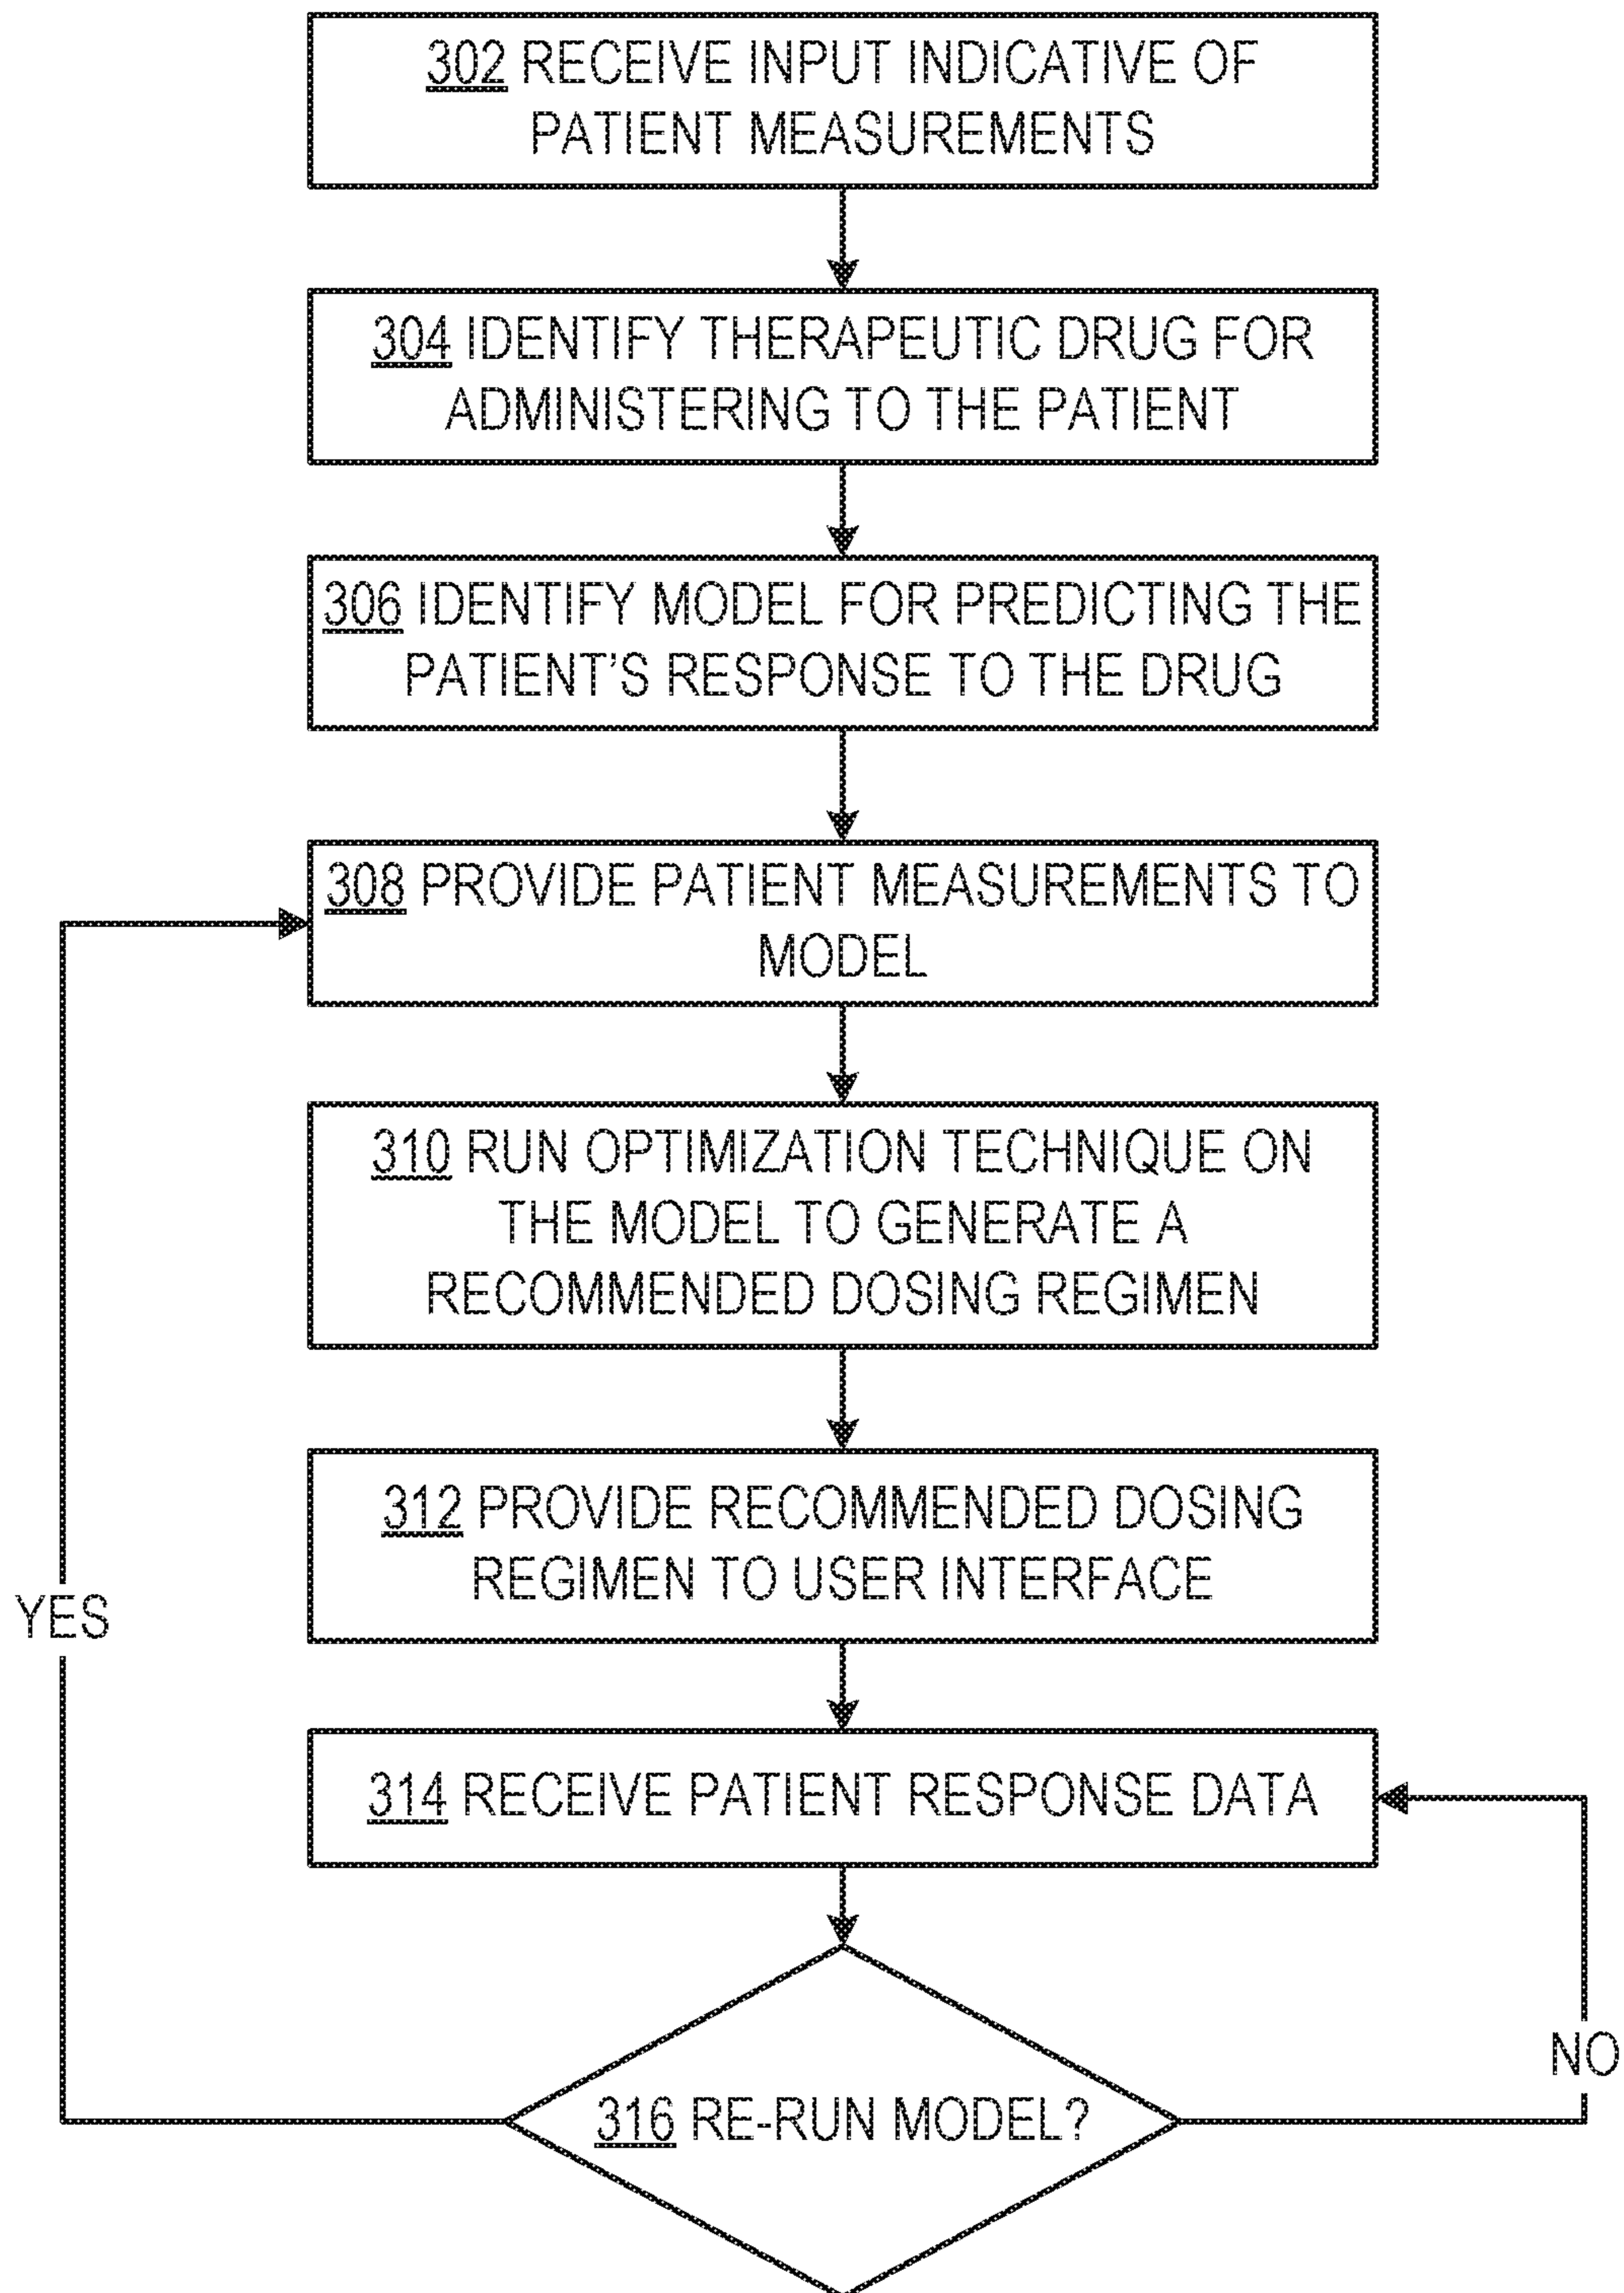 302 RECEIVE INPUT INDICATIVE OF
PATIENT MEASUREMENTS
304 IDENTIFY THERAPEUTIC DRUG FOR
ADMINISTERING TO THE PATIENT
306 IDENTIFY MODEL FOR PREDICTING THE
PATIENT'S RESPONSE TO THE DRUG
308 PROVIDE PATIENT MEASUREMENTS TO
MODEL
310 RUN OPTIMIZATION TECHNIQUE ON
THE MODEL TO GENERATE A
RECOMMENDED DOSING REGIMEN
312 PROVIDE RECOMMENDED DOSING
REGIMEN TO USER INTERFACE
YES
314 RECEIVE PATIENT RESPONSE DATA
NO
316 RE-RUN MODEL?